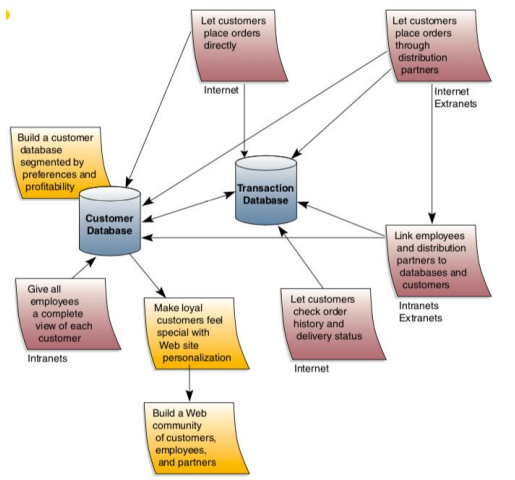 Let customers
place orders
directly
Internet
Let customers
place orders
through
distribution
partners
Internet
Extranets
Build a customer
database
segmented by
preferences and
profitability
Transaction
Database
Customer
Database
Link employees
and distribution
partners to
databases and
customers
Intranets
Extranets
Give all
employees
a complete
view of each
customer
Intranets
Make loyal
customers feel
special with
Web site
personalization
Let customers
check order
history and
delivery status
Internet
Build a Web
community
of customers,
employees,
and partners